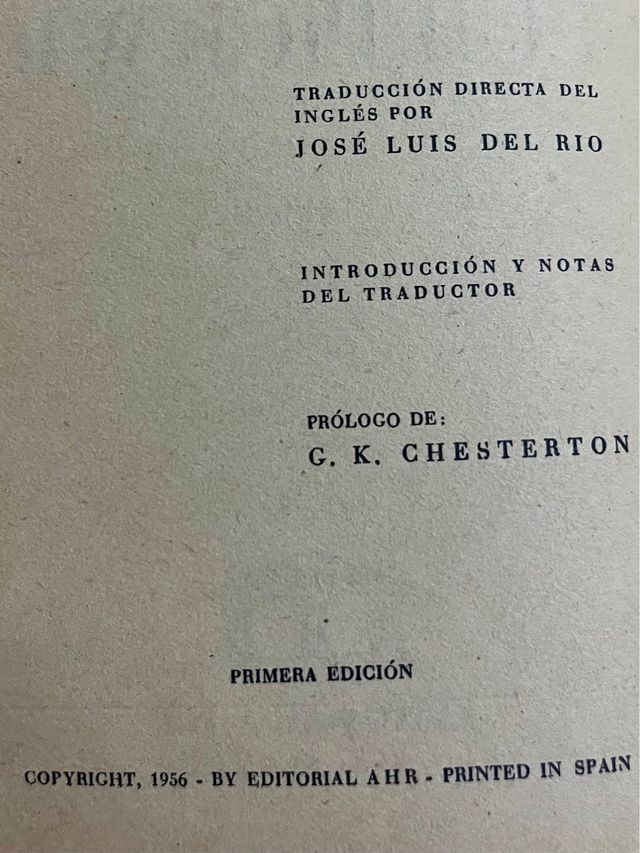 TRADUCCIÓN DIRECTA DEL
INGLÉS POR
JOSÉ LUIS DEL RIO
INTRODUCCIÓN Y NOTAS
DEL TRADUCTOR
PRÓLOGO DE:
G. K. CHESTERTON
PRIMERA EDICIÓN
COPYRIGHT, 1956 - BY EDITORIAL AHR - PRINTED IN SPAIN